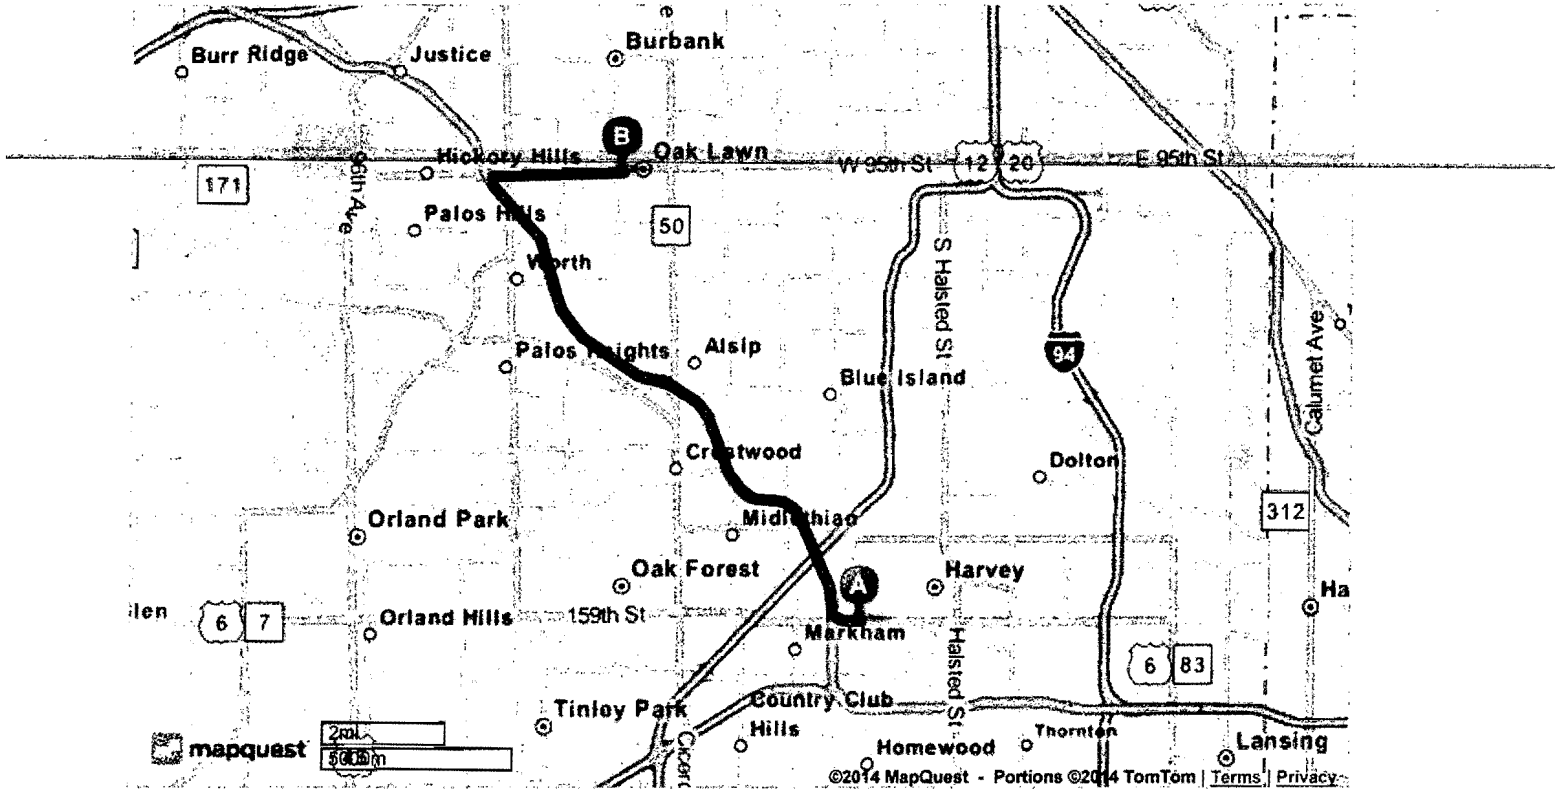 Burbank
Burr Ridge
Justice
B
Hickory Hills
Oak Lawn
W 95th St
12
20
E 95th St
171
96th Ave
Palos Hills
50
S Halsted St
Worth
Calumet Ave
Palos Heights
Alsip
94
Blue Island
Crestwood
Dolton
Orland Park
Midlothian
312
Oak Forest
A
Harvey
Ha
6
7
Orland Hills
159th St
Markham
Halsted St
6
83
Tinley Park
Country Club
Hills
Thornton
Lansing
Homewood
mapquest
2mi
©2014 MapQuest - Portions ©2014 TomTom | Terms | Privacy